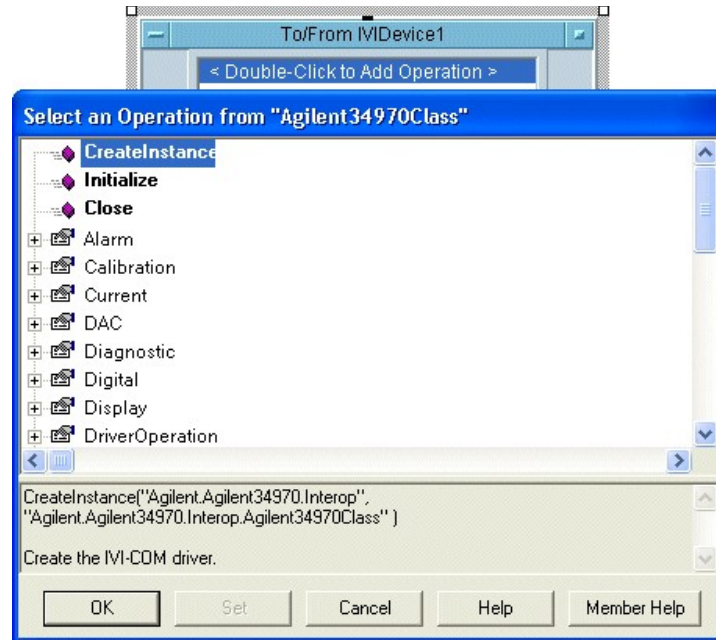 To/From IVIDevice1
< Double-Click to Add Operation >
Select an Operation from "Agilent34970Class"
CreateInstance
Initialize
Close
Alarm
Calibration
Current
DAC
Diagnostic
Digital
Display
DriverOperation
CreateInstance("Agilent.Agilent34970.Interop",
"Agilent.Agilent34970.Interop.Agilent34970Class" )
Create the IVI-COM driver.
OK Set Cancel Help Member Help